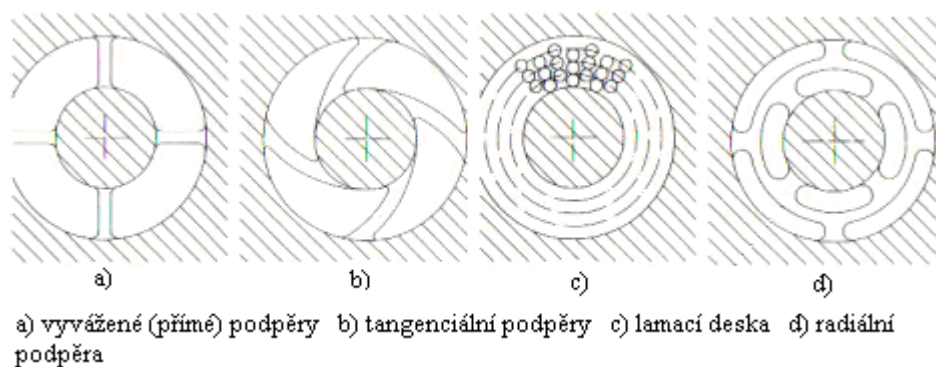 a) b) c) d)
a) vyvážené (přímé) podpěry b) tangenciální podpěry c) lamací deska d) radiální
podpěra